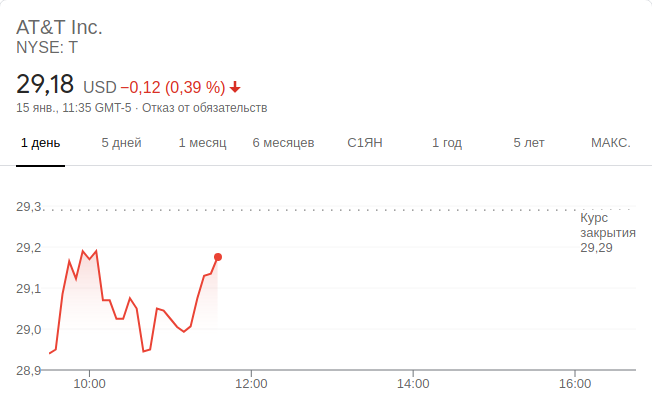 AT&T Inc.
NYSE: T
29,18 USD −0,12 (0,39 %)
15 янв., 11:35 GMT-5 · Отказ от обязательств
1 день 5 дней 1 месяц 6 месяцев С1ЯН 1 год 5 лет МАКС.
29,3
Курс
закрытия
29,2
29,29
29,1
29,0
28,9
10:00 12:00 14:00 16:00